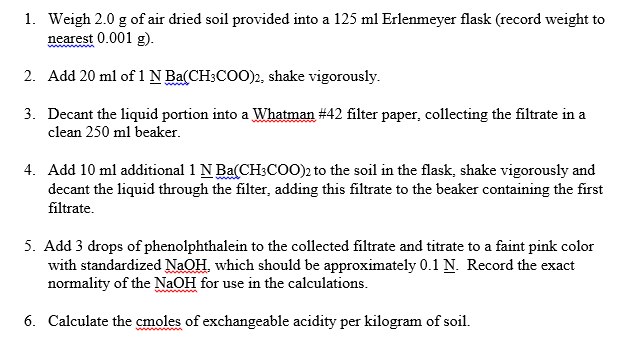 1. Weigh 2.0 g of air dried soil provided into a 125 ml Erlenmeyer flask (record weight to
nearest 0.001 g).
2. Add 20 ml of 1 N Ba(CH3COO)2, shake vigorously.
3. Decant the liquid portion into a Whatman #42 filter paper, collecting the filtrate in a
clean 250 ml beaker.
4. Add 10 ml additional 1 N Ba(CH3COO)2 to the soil in the flask, shake vigorously and
decant the liquid through the filter, adding this filtrate to the beaker containing the first
filtrate.
5. Add 3 drops of phenolphthalein to the collected filtrate and titrate to a faint pink color
with standardized NaOH, which should be approximately 0.1 N. Record the exact
normality of the NaOH for use in the calculations.
6. Calculate the cmoles of exchangeable acidity per kilogram of soil.